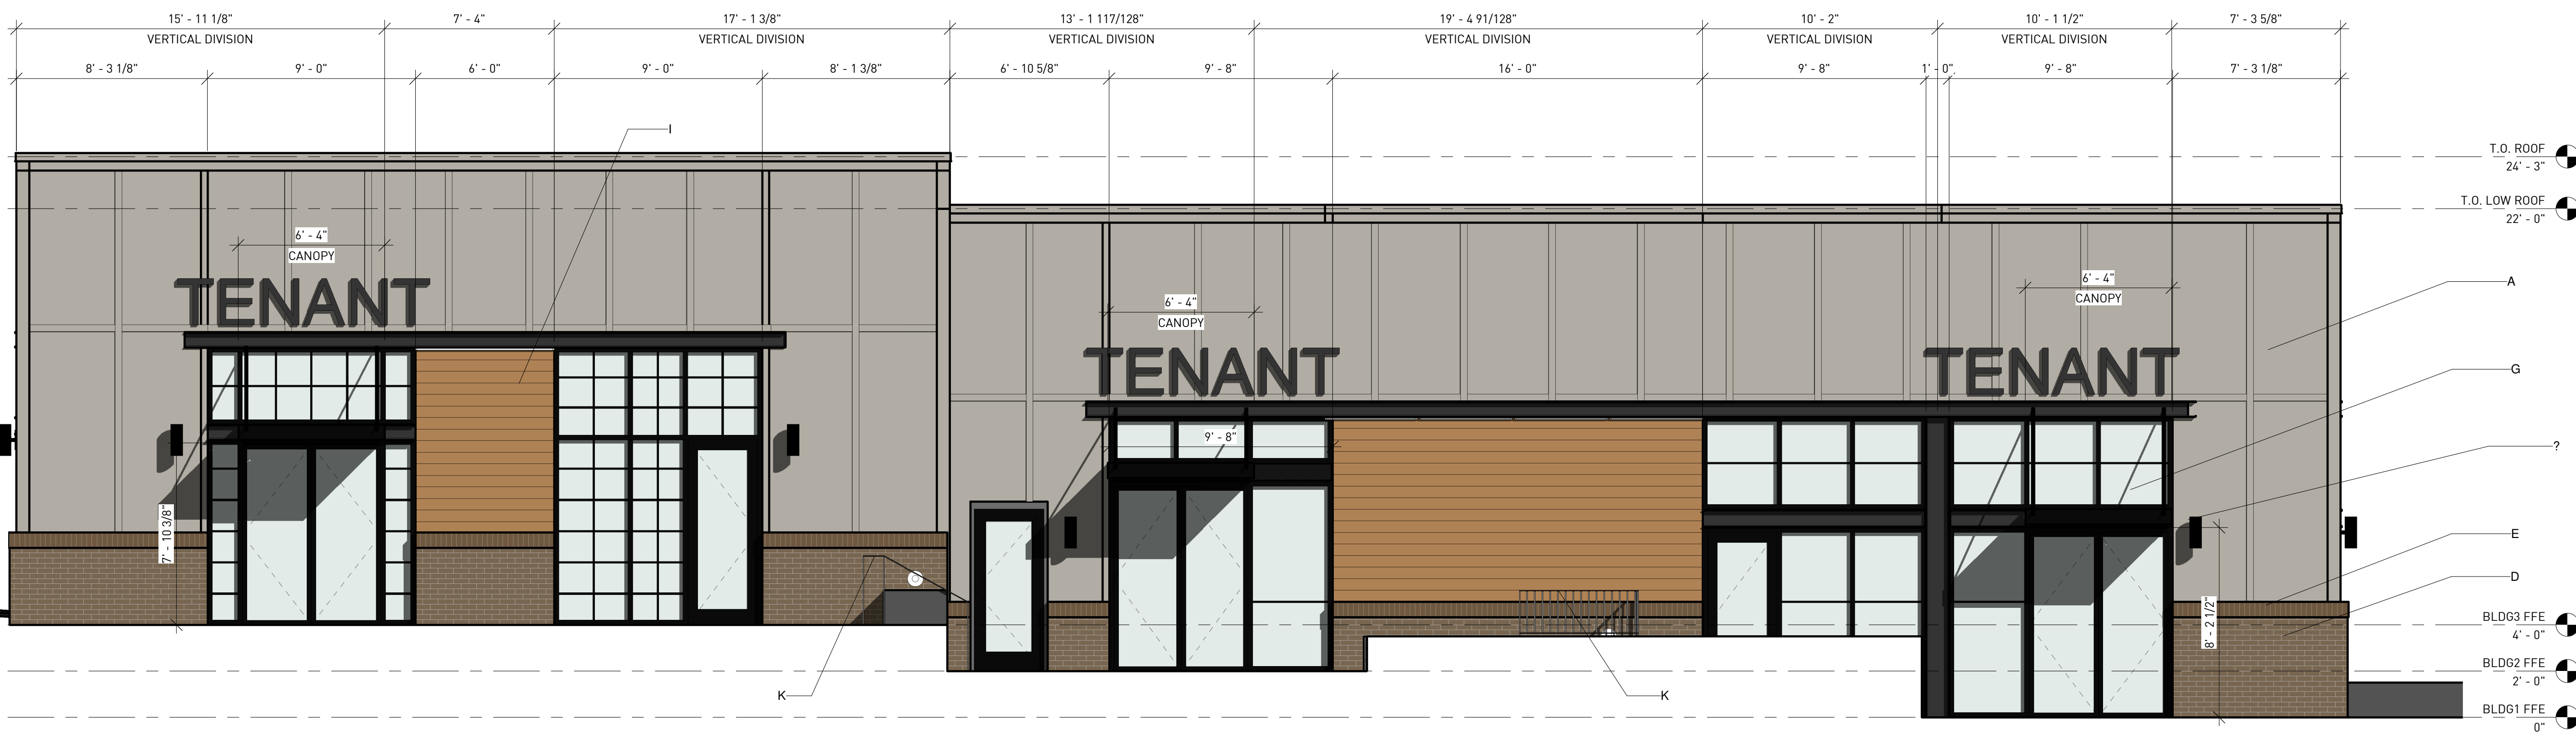 15' - 11 1/8" 7' - 4" 17' - 1 3/8" 13' - 1 117/128" 19' - 4 91/128" 10' - 2" 10' - 1 1/2" 7' - 3 5/8"
VERTICAL DIVISION VERTICAL DIVISION VERTICAL DIVISION VERTICAL DIVISION VERTICAL DIVISION VERTICAL DIVISION
8' - 3 1/8" 9' - 0" 6' - 0" 9' - 0" 8' - 1 3/8" 6' - 10 5/8" 9' - 8" 16' - 0" 9' - 8" 1' - 0" 9' - 8" 7' - 3 1/8"
I
T.O. ROOF
24' - 3"
T.O. LOW ROOF
22' - 0"
6' - 4"
CANOPY
TENANT
6' - 4"
CANOPY
TENANT
6' - 4"
CANOPY
TENANT
A
G
9' - 8"
?
7' - 10 3/8"
E
D
8' - 2 1/2"
BLDG3 FFE
4' - 0"
BLDG2 FFE
2' - 0"
K K
BLDG1 FFE
0"